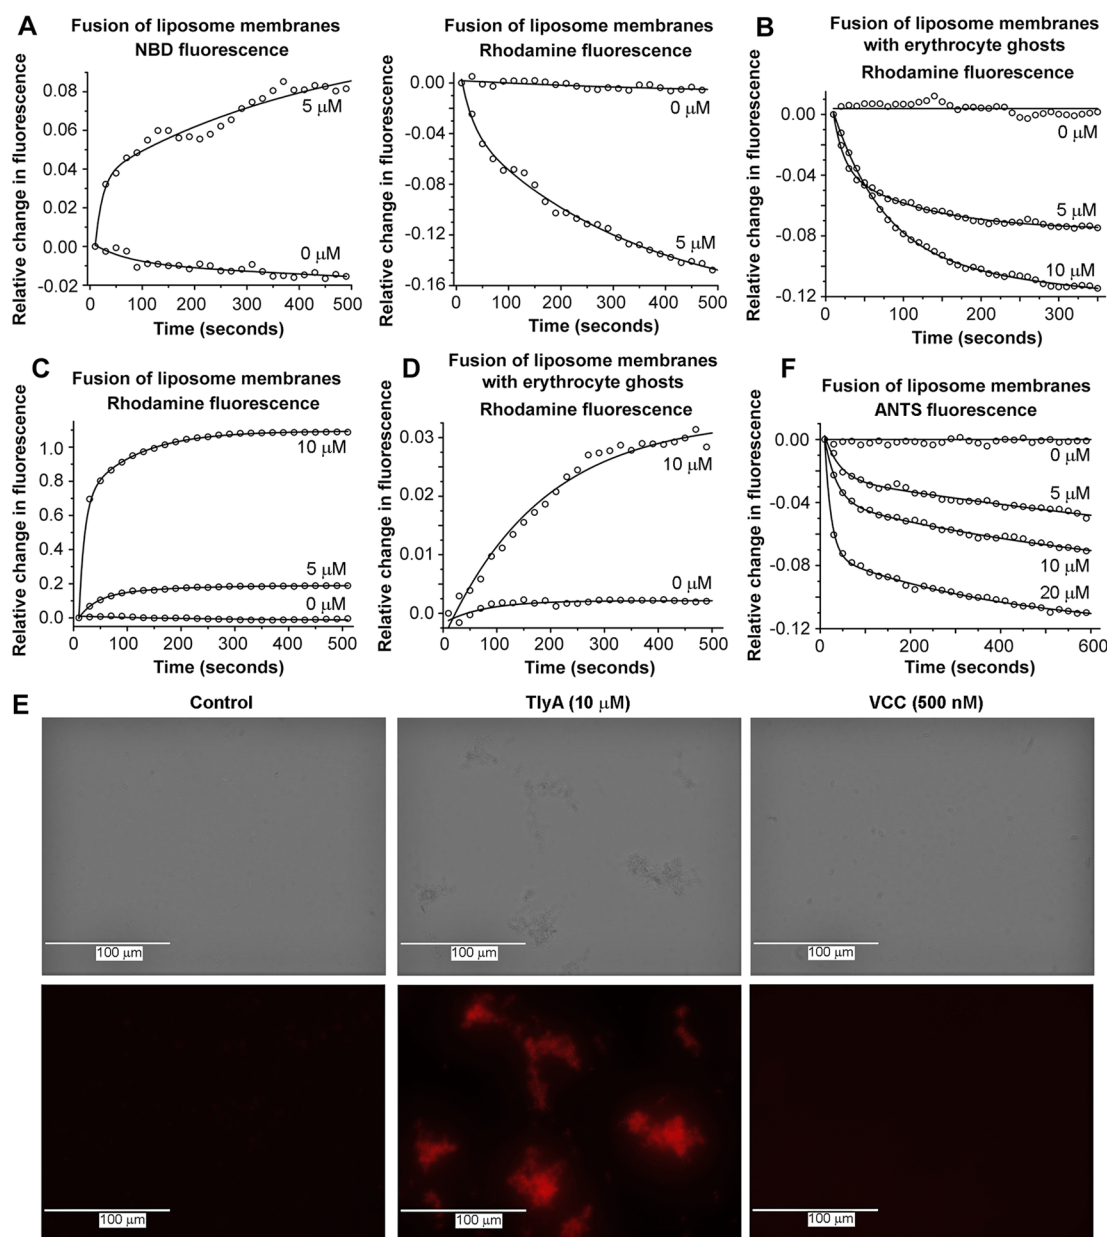 A
Fusion of liposome membranes
NBD fluorescence
Relative change in fluorescence
0.08
0.06
0.04
0.02
0.00
-0.02
5 μM
0 μM
0 100 200 300 400 500
Time (seconds)
Fusion of liposome membranes
Rhodamine fluorescence
Relative change in fluorescence
0.00
-0.04
-0.08
-0.12
-0.16
0 μM
5 μM
0 100 200 300 400 500
Time (seconds)
B
Fusion of liposome membranes
with erythrocyte ghosts
Rhodamine fluorescence
Relative change in fluorescence
0.00
-0.04
-0.08
-0.12
0 μM
5 μM
10 μM
0 100 200 300
Time (seconds)
C
Fusion of liposome membranes
Rhodamine fluorescence
Relative change in fluorescence
1.0
0.8
0.6
0.4
0.2
0.0
10 μM
5 μM
0 μM
0 100 200 300 400 500
Time (seconds)
D
Fusion of liposome membranes
with erythrocyte ghosts
Rhodamine fluorescence
Relative change in fluorescence
0.03
0.02
0.01
0.0
10 μM
0 μM
0 100 200 300 400 500
Time (seconds)
F
Fusion of liposome membranes
ANTS fluorescence
Relative change in fluorescence
0.00
-0.04
-0.08
-0.12
0 μM
5 μM
10 μM
20 μM
0 200 400 600
Time (seconds)
E
Control
TlyA (10 μM)
VCC (500 nM)
100 μm
100 μm
100 μm
100 μm
100 μm
100 μm